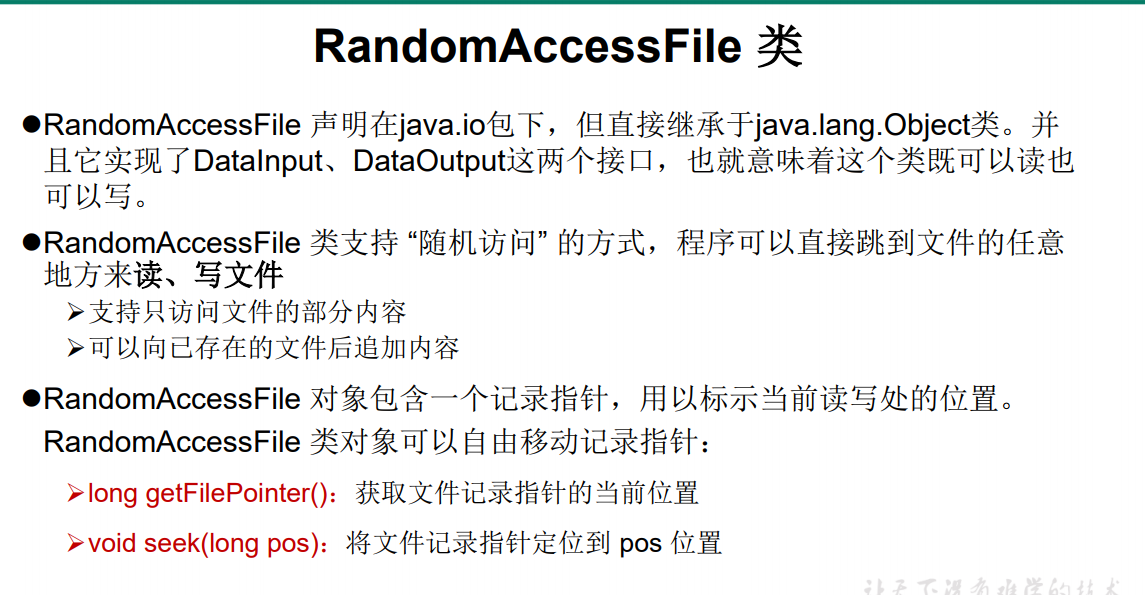 RandomAccessFile 类
●RandomAccessFile 声明在java.io包下，但直接继承于java.lang.Object类。并
且它实现了DataInput、DataOutput这两个接口，也就意味着这个类既可以读也
可以写。
●RandomAccessFile 类支持 “随机访问” 的方式，程序可以直接跳到文件的任意
地方来读、写文件
➢支持只访问文件的部分内容
➢可以向已存在的文件后追加内容
●RandomAccessFile 对象包含一个记录指针，用以标示当前读写处的位置。
RandomAccessFile 类对象可以自由移动记录指针：
➢long getFilePointer()：获取文件记录指针的当前位置
➢void seek(long pos)：将文件记录指针定位到 pos 位置
让天下没有难学的技术